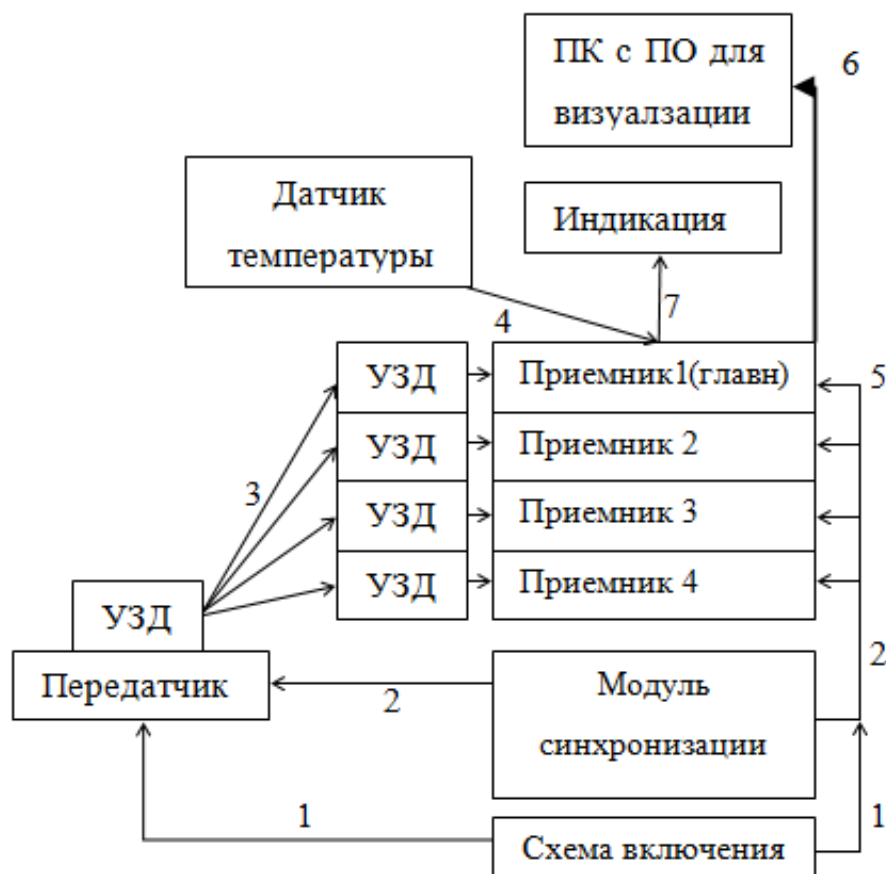 ПК с ПО для
визуалзации
6
Датчик
температуры
Индикация
4
7
УЗД
Приемник1(главн)
5
УЗД
Приемник 2
3
УЗД
Приемник 3
УЗД
Приемник 4
УЗД
Передатчик
2
Модуль
синхронизации
2
1
Схема включения
1